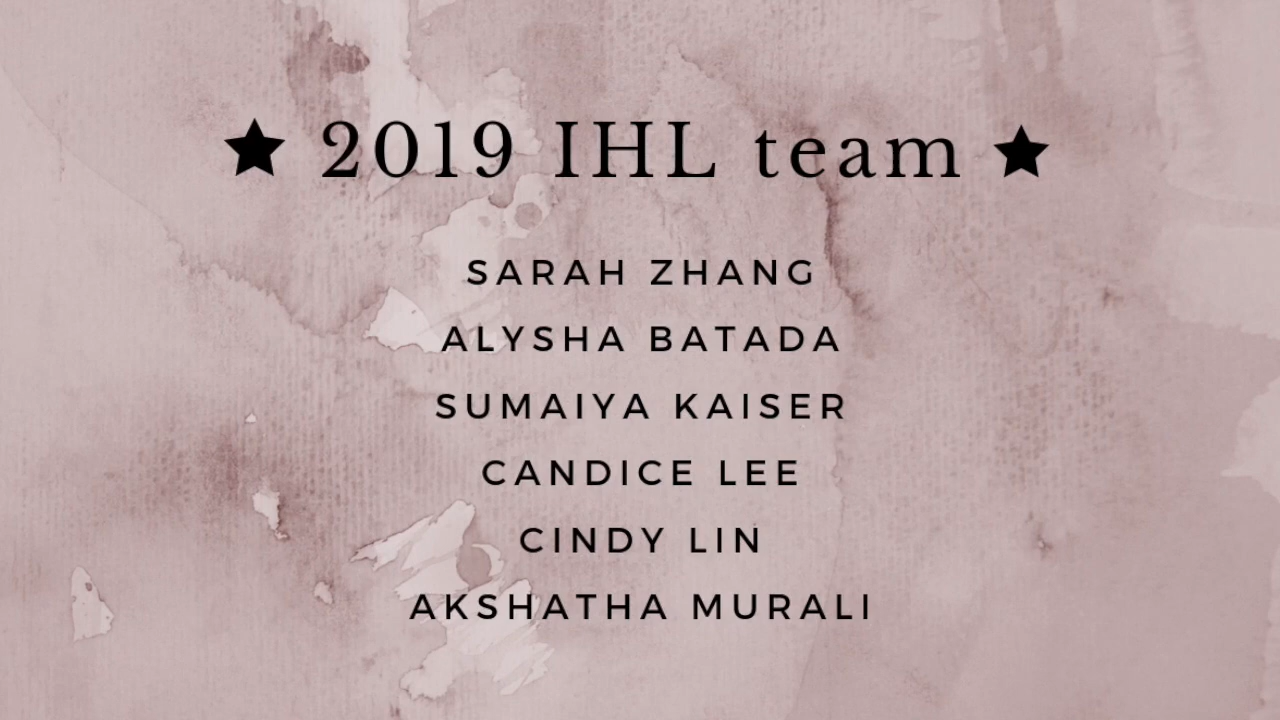 ★ 2019 IHL team ★
SARAH ZHANG
ALYSHA BATADA
SUMAIYA KAISER
CANDICE LEE
CINDY LIN
AKSHATHA MURALI